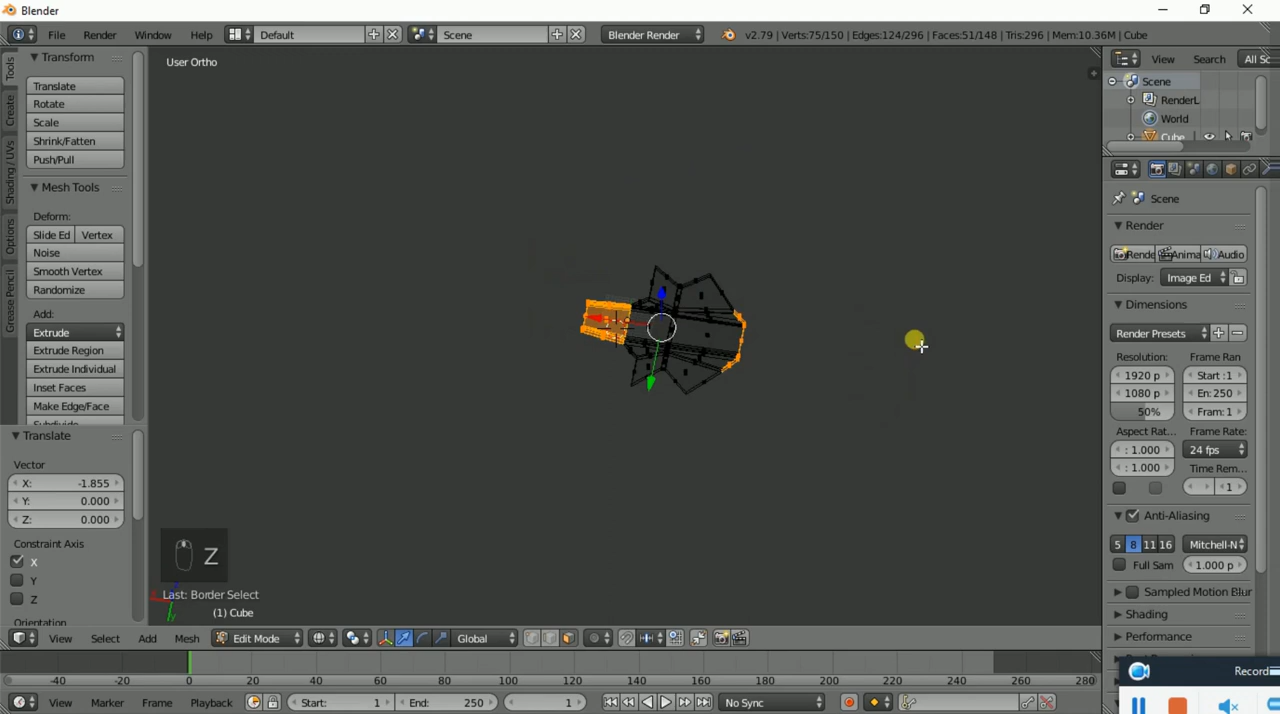 Blender
File Render Window Help Default Scene Blender Render v2.79 | Verts:75/150 | Edges:124/296 | Faces:51/148 | Tris:296 | Mem:10.36M | Cube
Tools
Create
Shading / UVs
Options
Grease Pencil
Transform
Translate
Rotate
Scale
Shrink/Fatten
Push/Pull
Mesh Tools
Deform:
Slide Ed Vertex
Noise
Smooth Vertex
Randomize
Add:
Extrude
Extrude Region
Extrude Individual
Inset Faces
Make Edge/Face
Subdivide
Translate
Vector
X: -1.855
Y: 0.000
Z: 0.000
Constraint Axis
X
Y
Z
Orientation
User Ortho
Z
Last: Border Select
(1) Cube
View Search All Sc
Scene
RenderL
World
Cube
Scene
Render
Rende Anima Audio
Display: Image Ed
Dimensions
Render Presets
Resolution: Frame Ran
1920 p Start :1
1080 p En: 250
50% Fram: 1
Aspect Rat... Frame Rate:
: 1.000 24 fps
: 1.000 Time Rem...
1
Anti-Aliasing
5 8 11 16 Mitchell-N
Full Sam 1.000 p
Sampled Motion Blur
Shading
Performance
View Select Add Mesh Edit Mode Global
-40 -20 0 20 40 60 80 100 120 140 160 180 200 220 240 260 280
View Marker Frame Playback Start: 1 End: 250 1 No Sync
Record